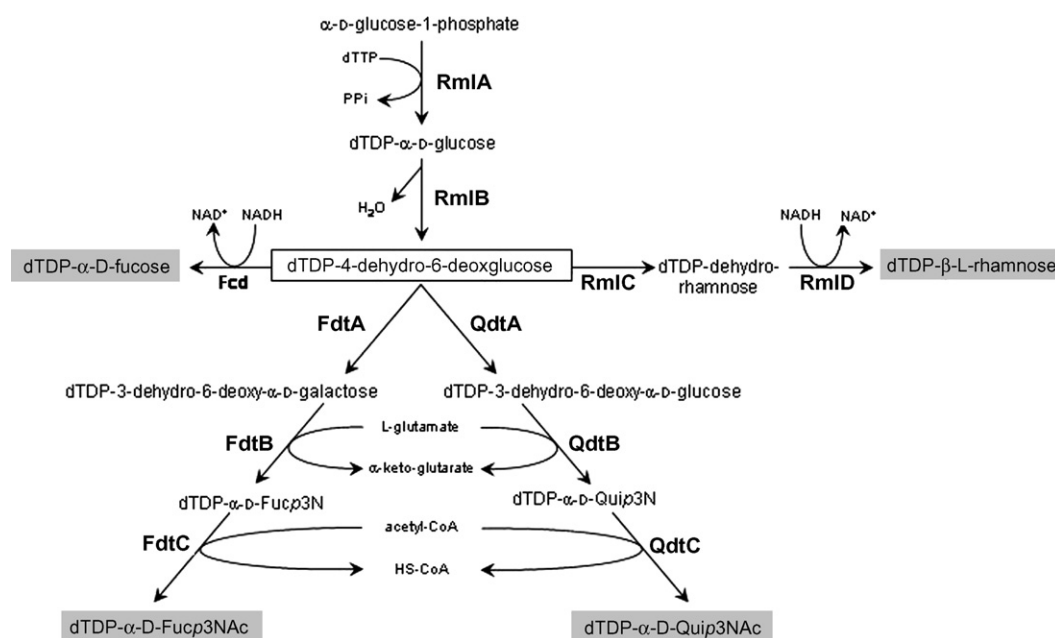 α-D-glucose-1-phosphate
dTTP
RmlA
PPi
dTDP-α-D-glucose
H₂O
RmlB
NAD⁺ NADH
NADH NAD⁺
dTDP-α-D-fucose
Fcd
dTDP-4-dehydro-6-deoxglucose
RmlC
dTDP-dehydro-
rhamnose
RmlD
dTDP-β-L-rhamnose
FdtA
QdtA
dTDP-3-dehydro-6-deoxy-α-D-galactose
dTDP-3-dehydro-6-deoxy-α-D-glucose
FdtB
L-glutamate
QdtB
α-keto-glutarate
dTDP-α-D-Fucp3N
dTDP-α-D-Quip3N
FdtC
acetyl-CoA
QdtC
HS-CoA
dTDP-α-D-Fucp3NAc
dTDP-α-D-Quip3NAc